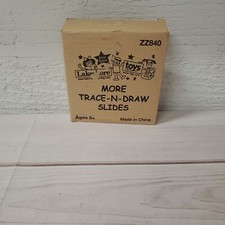 ZZ840
Lakeshore toys
MORE
TRACE-N-DRAW
SLIDES
Ages 5+ Made in China